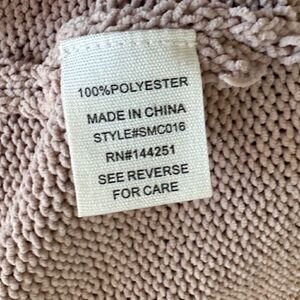 100%POLYESTER
MADE IN CHINA
STYLE#SMC016
RN#144251
SEE REVERSE
FOR CARE